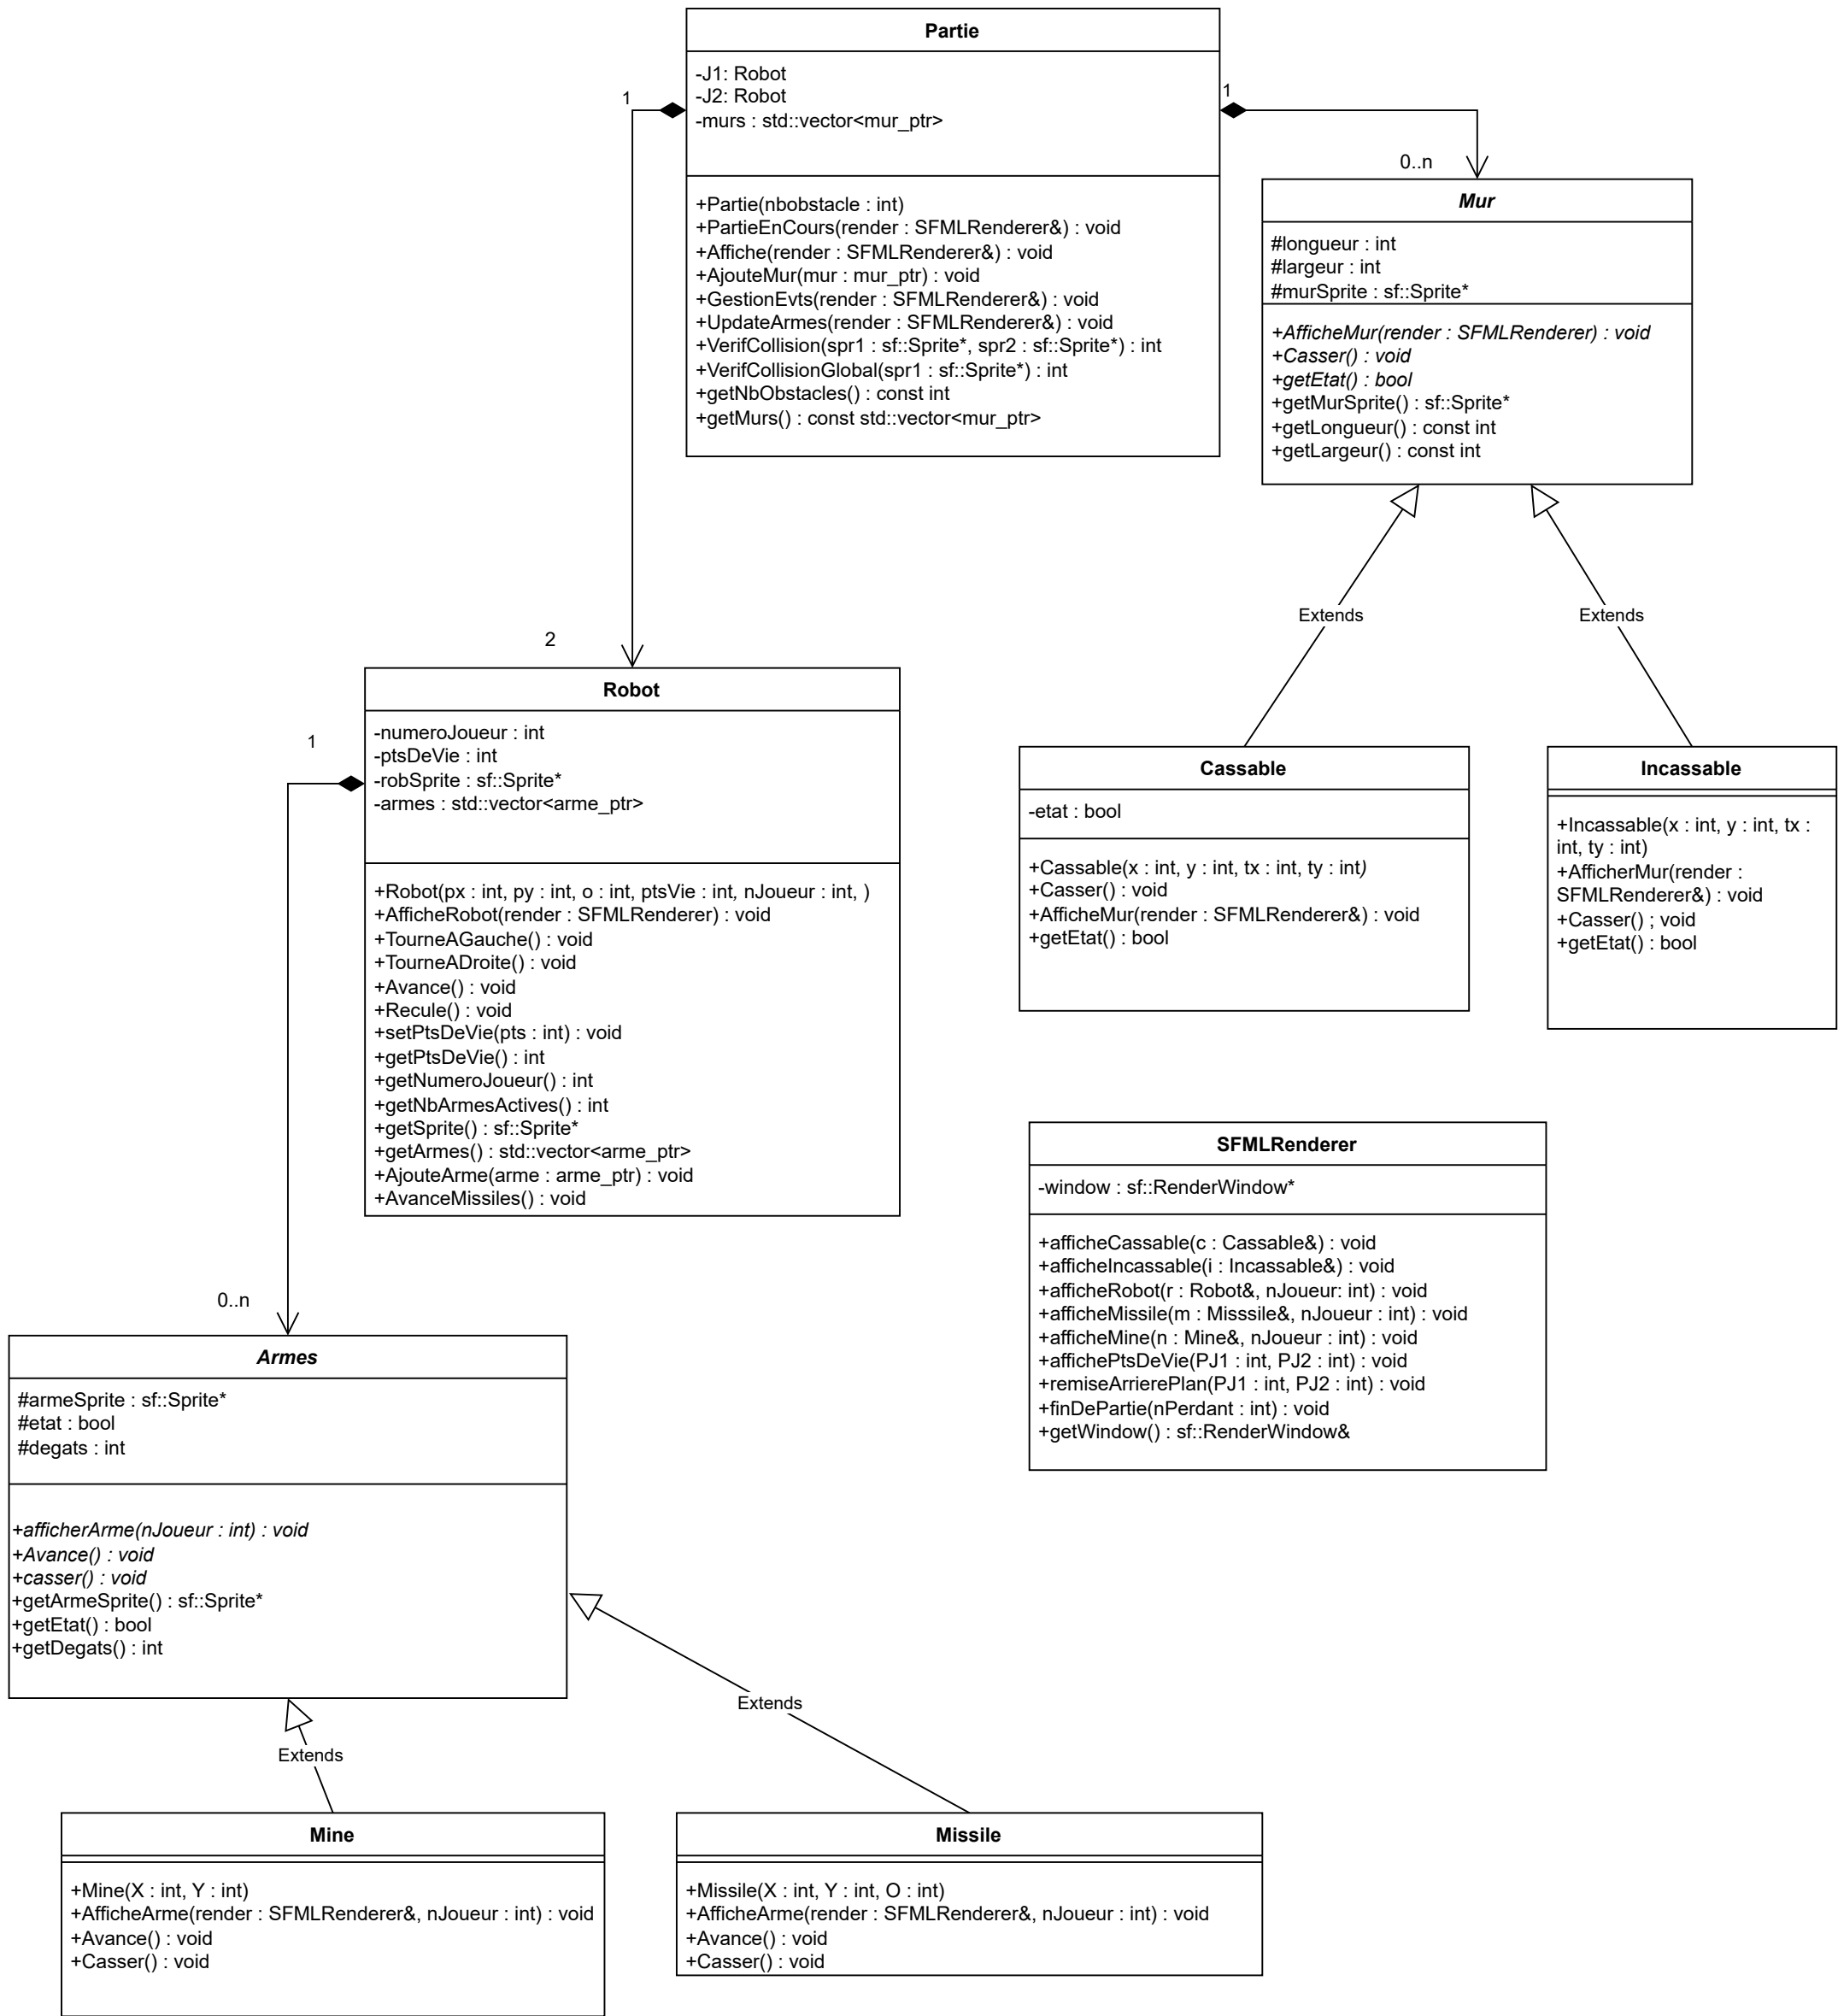 Partie
-J1: Robot
-J2: Robot
-murs : std::vector<mur_ptr>
+Partie(nbobstacle : int)
+PartieEnCours(render : SFMLRenderer&) : void
+Affiche(render : SFMLRenderer&) : void
+AjouteMur(mur : mur_ptr) : void
+GestionEvts(render : SFMLRenderer&) : void
+UpdateArmes(render : SFMLRenderer&) : void
+VerifCollision(spr1 : sf::Sprite*, spr2 : sf::Sprite*) : int
+VerifCollisionGlobal(spr1 : sf::Sprite*) : int
+getNbObstacles() : const int
+getMurs() : const std::vector<mur_ptr>
1
1
0..n
Mur
#longueur : int
#largeur : int
#murSprite : sf::Sprite*
+AfficheMur(render : SFMLRenderer) : void
+Casser() : void
+getEtat() : bool
+getMurSprite() : sf::Sprite*
+getLongueur() : const int
+getLargeur() : const int
Extends
Extends
2
Robot
-numeroJoueur : int
-ptsDeVie : int
-robSprite : sf::Sprite*
-armes : std::vector<arme_ptr>
+Robot(px : int, py : int, o : int, ptsVie : int, nJoueur : int, )
+AfficheRobot(render : SFMLRenderer) : void
+TourneAGauche() : void
+TourneADroite() : void
+Avance() : void
+Recule() : void
+setPtsDeVie(pts : int) : void
+getPtsDeVie() : int
+getNumeroJoueur() : int
+getNbArmesActives() : int
+getSprite() : sf::Sprite*
+getArmes() : std::vector<arme_ptr>
+AjouteArme(arme : arme_ptr) : void
+AvanceMissiles() : void
Cassable
-etat : bool
+Cassable(x : int, y : int, tx : int, ty : int)
+Casser() : void
+AfficheMur(render : SFMLRenderer&) : void
+getEtat() : bool
Incassable
+Incassable(x : int, y : int, tx :
int, ty : int)
+AfficherMur(render :
SFMLRenderer&) : void
+Casser() ; void
+getEtat() : bool
1
0..n
SFMLRenderer
-window : sf::RenderWindow*
+afficheCassable(c : Cassable&) : void
+afficheIncassable(i : Incassable&) : void
+afficheRobot(r : Robot&, nJoueur: int) : void
+afficheMissile(m : Misssile&, nJoueur : int) : void
+afficheMine(n : Mine&, nJoueur : int) : void
+affichePtsDeVie(PJ1 : int, PJ2 : int) : void
+remiseArrierePlan(PJ1 : int, PJ2 : int) : void
+finDePartie(nPerdant : int) : void
+getWindow() : sf::RenderWindow&
Armes
#armeSprite : sf::Sprite*
#etat : bool
#degats : int
+afficherArme(nJoueur : int) : void
+Avance() : void
+casser() : void
+getArmeSprite() : sf::Sprite*
+getEtat() : bool
+getDegats() : int
Extends
Extends
Mine
+Mine(X : int, Y : int)
+AfficheArme(render : SFMLRenderer&, nJoueur : int) : void
+Avance() : void
+Casser() : void
Missile
+Missile(X : int, Y : int, O : int)
+AfficheArme(render : SFMLRenderer&, nJoueur : int) : void
+Avance() : void
+Casser() : void